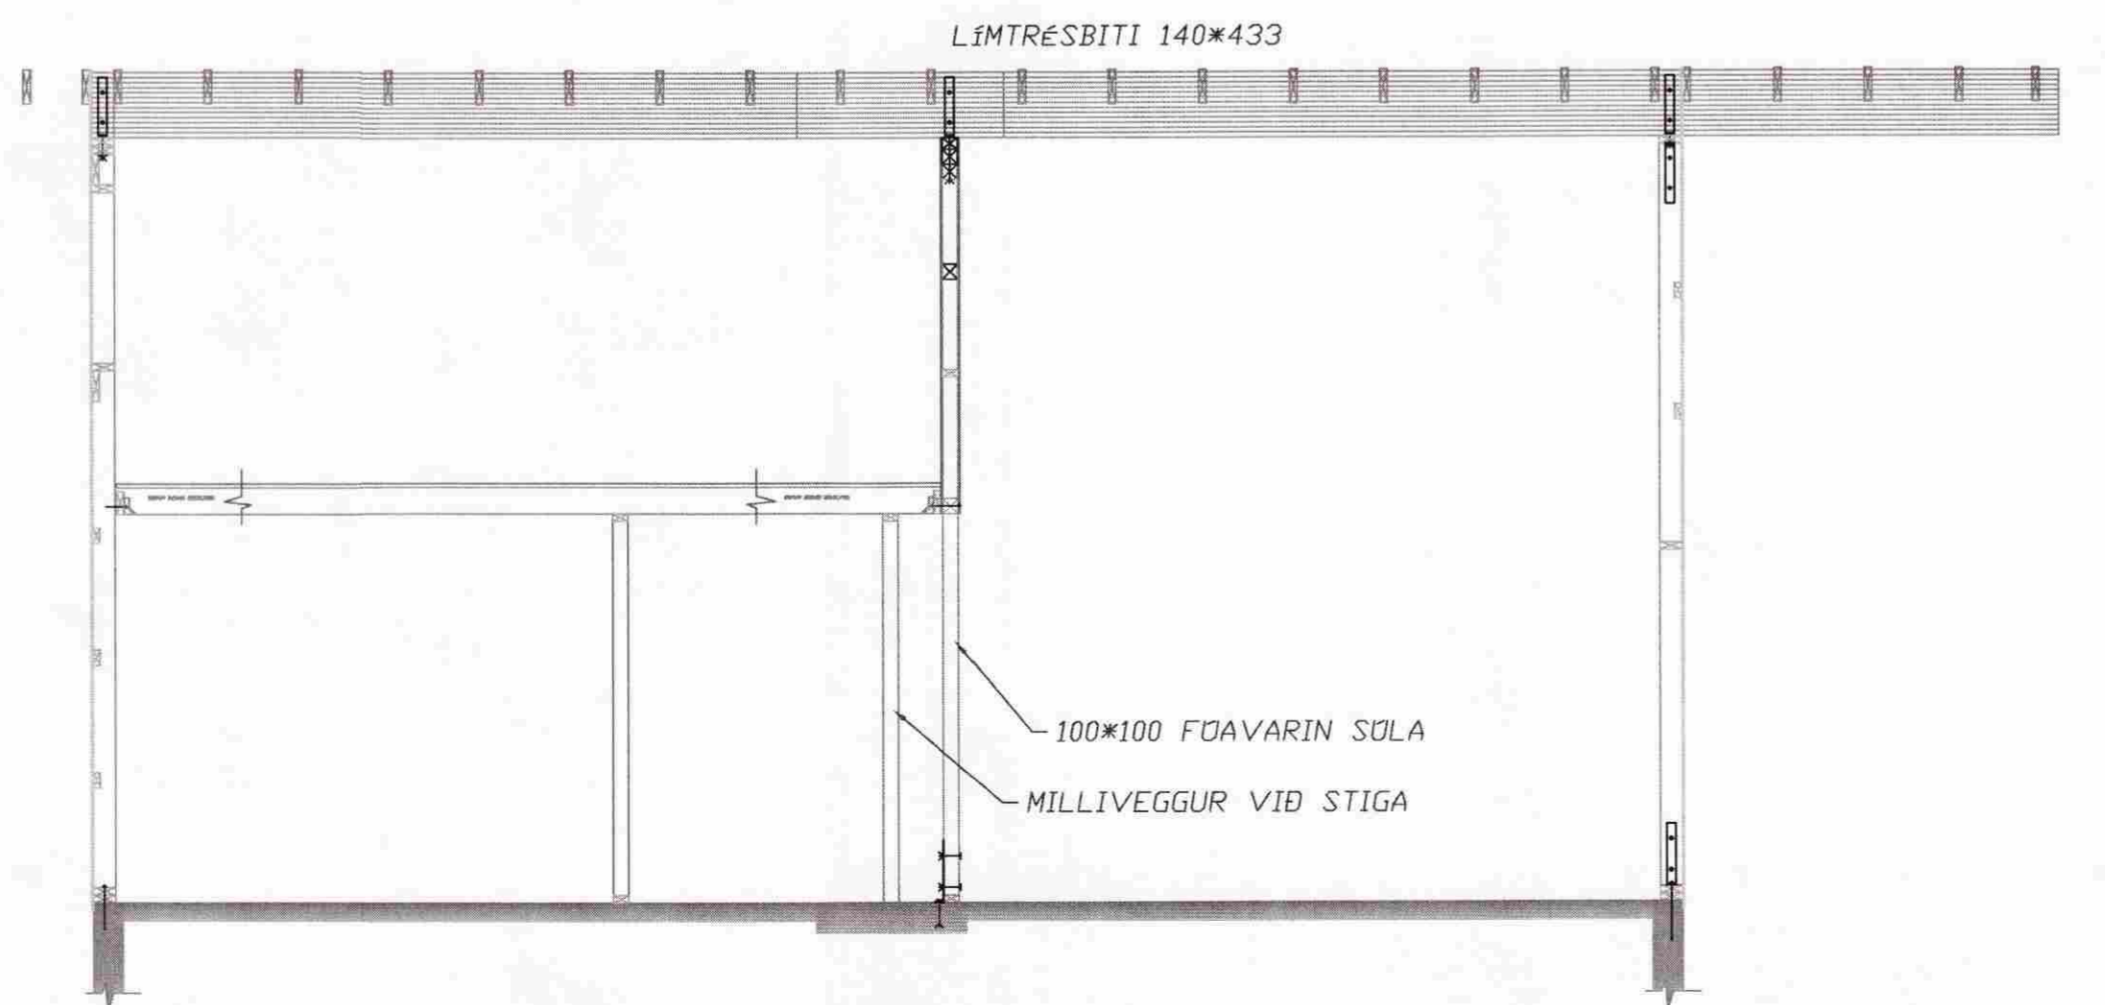 LÍMTRÉSBITI 140*433
100*100 FÚAVARIN SÚLA
MILLIVEGGUR VIÐ STIGA